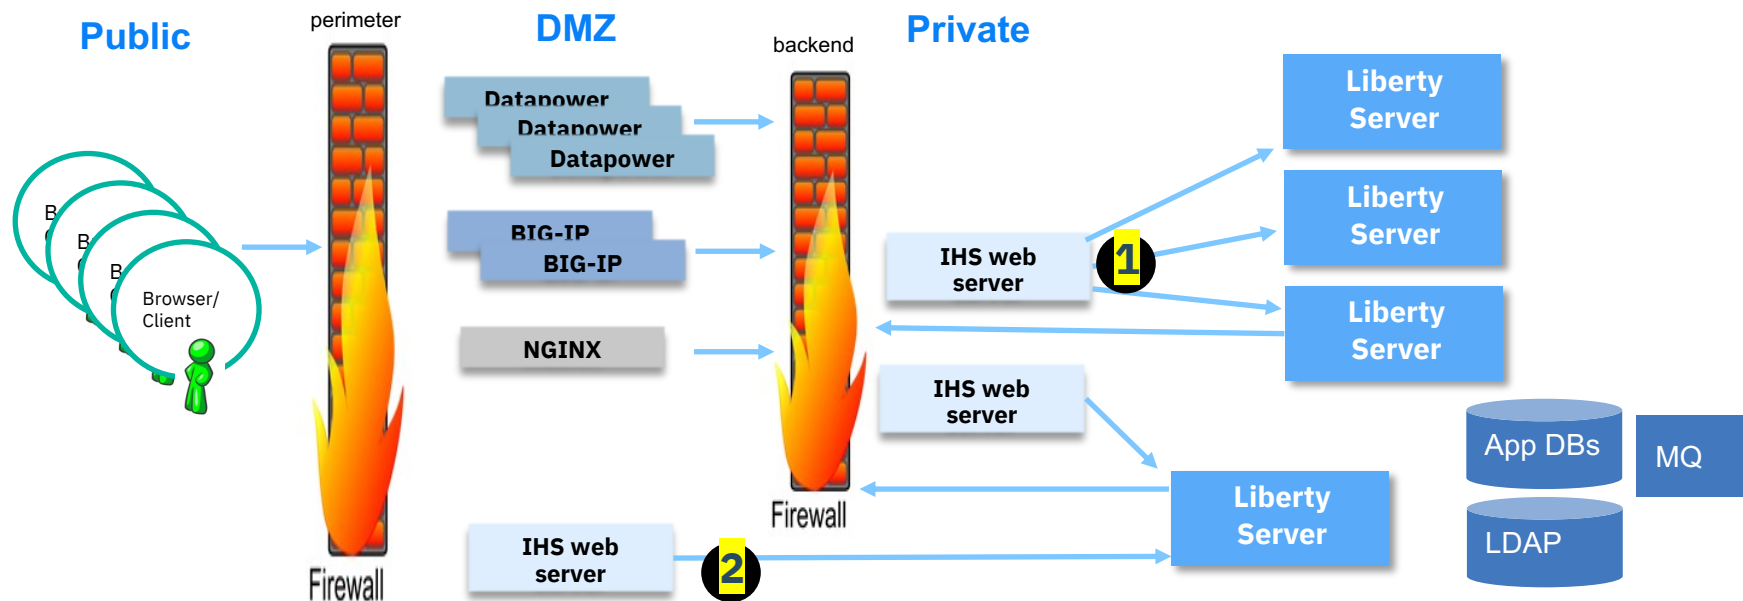 Public
perimeter
DMZ
backend
Private
Firewall
Firewall
B
B
B
Browser/
Client
Datapower
Datapower
Datapower
BIG-IP
BIG-IP
NGINX
IHS web
server
2
IHS web
server
1
IHS web
server
Liberty
Server
Liberty
Server
Liberty
Server
Liberty
Server
App DBs
MQ
LDAP